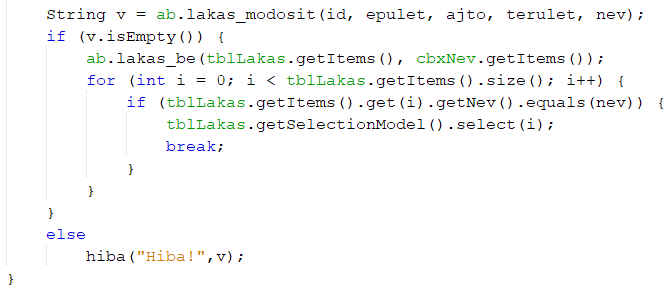 String v = ab.lakas_modosit(id, epulet, ajto, terulet, nev);
if (v.isEmpty()) {
ab.lakas_be(tblLakas.getItems(), cbxNev.getItems());
for (int i = 0; i < tblLakas.getItems().size(); i++) {
if (tblLakas.getItems().get(i).getNev().equals(nev)) {
tblLakas.getSelectionModel().select(i);
break;
}
}
}
else
hiba("Hiba!",v);
}